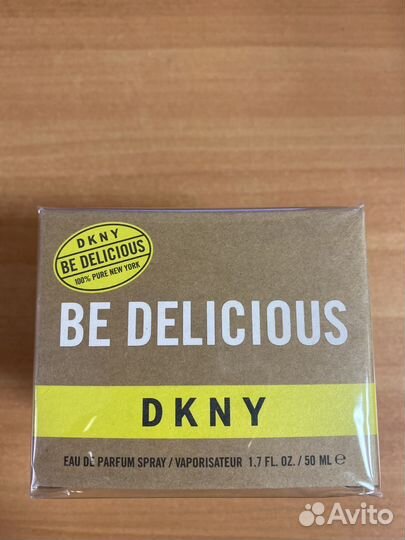 DKNY
BE DELICIOUS
100% PURE NEW YORK
BE DELICIOUS
DKNY
EAU DE PARFUM SPRAY / VAPORISATEUR 1.7 FL. OZ. / 50 ML ℮
Avito